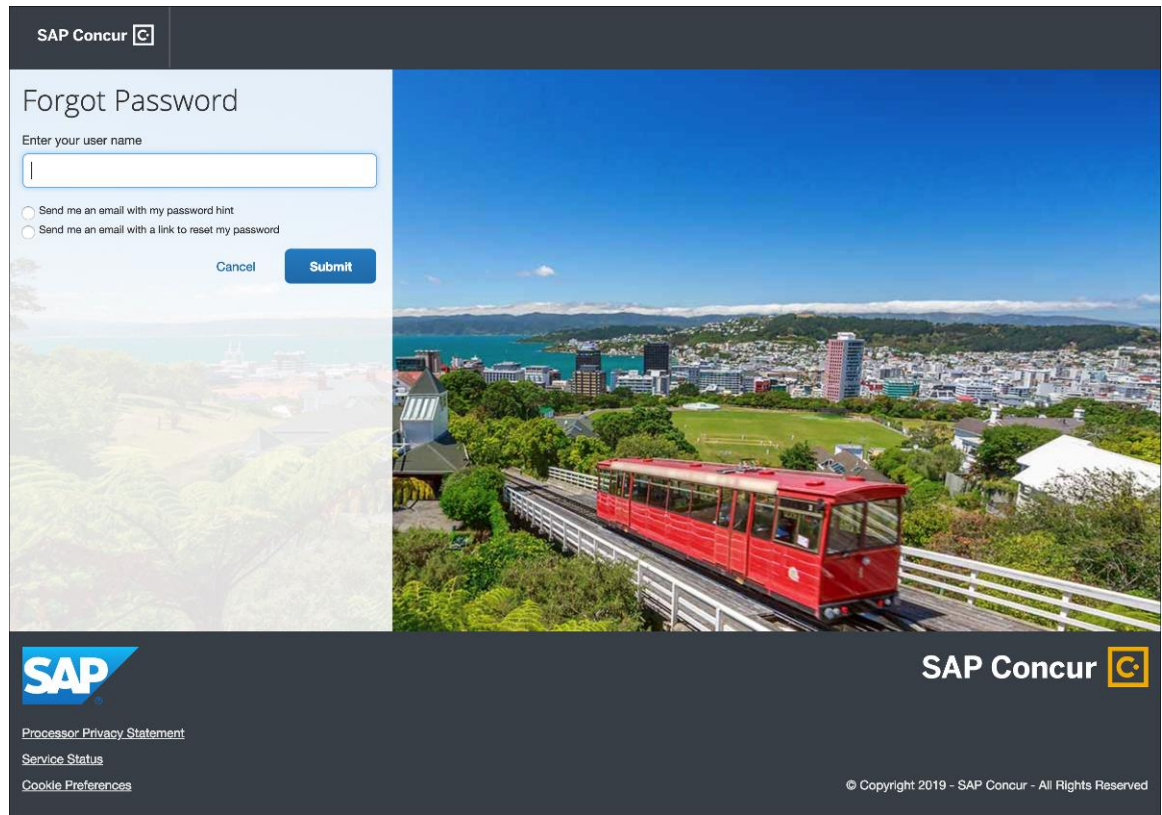 SAP Concur
Forgot Password
Enter your user name
Send me an email with my password hint
Send me an email with a link to reset my password
Cancel Submit
SAP
SAP Concur
Processor Privacy Statement
Service Status
Cookie Preferences
© Copyright 2019 - SAP Concur - All Rights Reserved